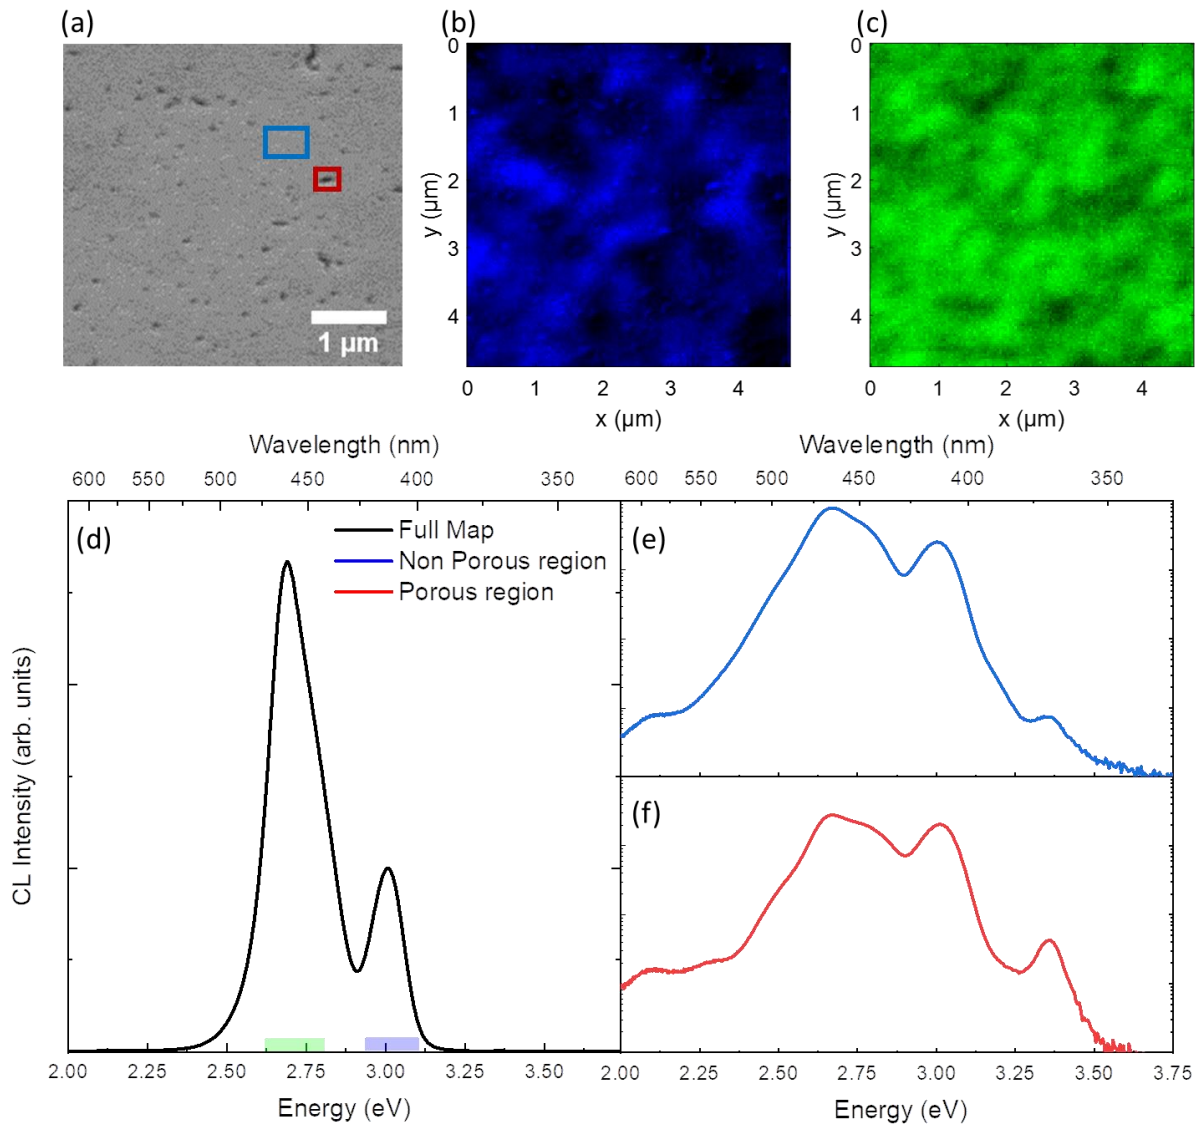 (a)
(b)
(c)
1 µm
0
1
2
3
4
y (µm)
0 1 2 3 4
x (µm)
0
1
2
3
4
y (µm)
0 1 2 3 4
x (µm)
Wavelength (nm)
600 550 500 450 400 350
Wavelength (nm)
600 550 500 450 400 350
(d)
Full Map
Non Porous region
Porous region
(e)
(f)
CL Intensity (arb. units)
2.00 2.25 2.50 2.75 3.00 3.25 3.50
Energy (eV)
2.00 2.25 2.50 2.75 3.00 3.25 3.50 3.75
Energy (eV)